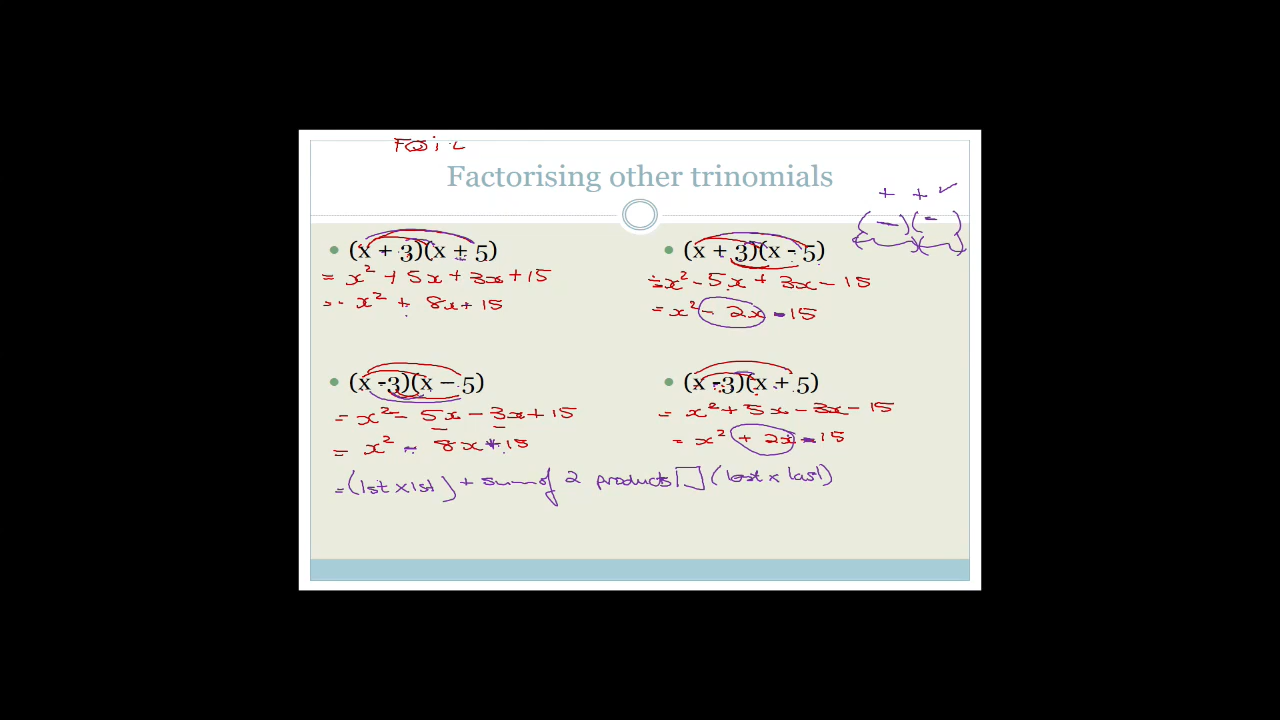 FOiL
Factorising other trinomials
+ + ✓
(-)(-)
( )( )
• (x + 3)(x + 5)
= x² + 5x + 3x + 15
= x² + 8x + 15
• (x + 3)(x - 5)
= x² - 5x + 3x - 15
= x² - 2x - 15
• (x -3)(x – 5)
= x² - 5x - 3x + 15
= x² - 8x + 15
• (x -3)(x + 5)
= x² + 5x - 3x - 15
= x² + 2x - 15
= (1st x 1st) + sum of 2 products □ (last x last)